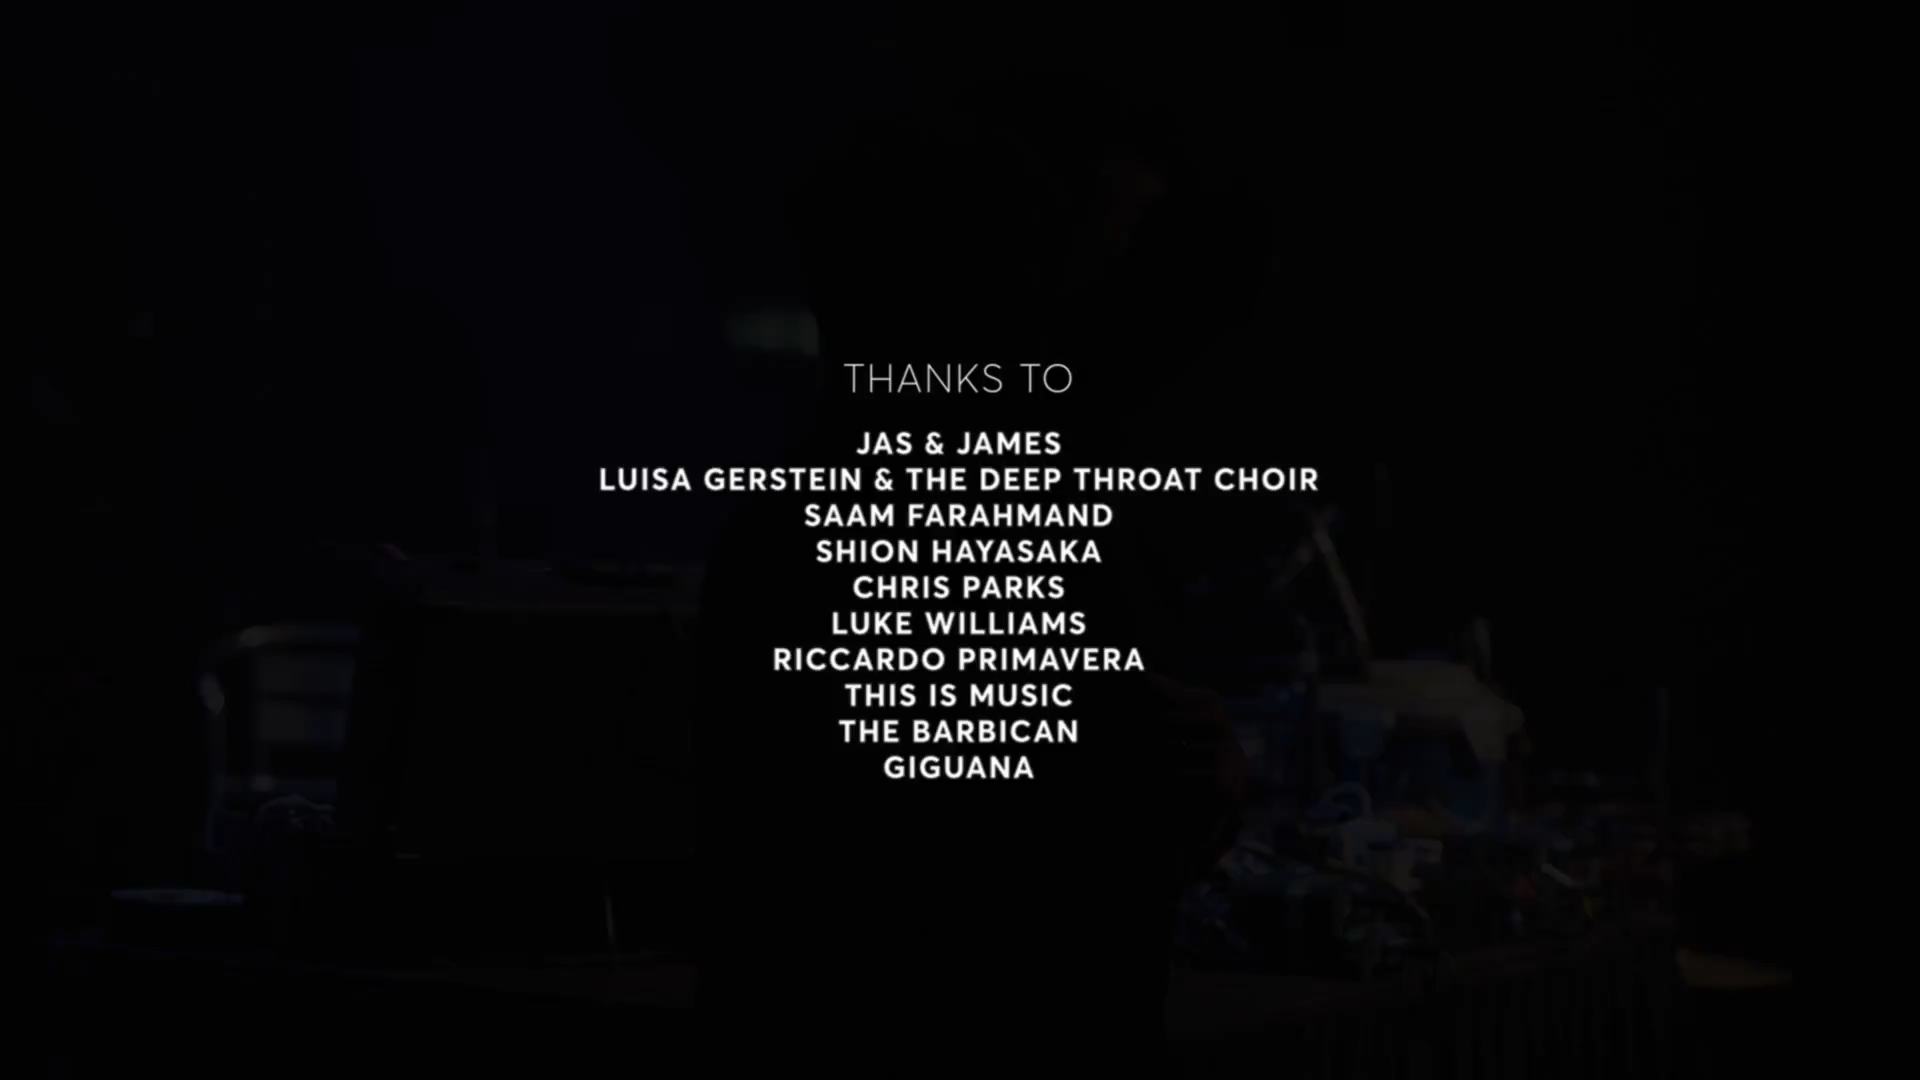 THANKS TO
JAS & JAMES
LUISA GERSTEIN & THE DEEP THROAT CHOIR
SAAM FARAHMAND
SHION HAYASAKA
CHRIS PARKS
LUKE WILLIAMS
RICCARDO PRIMAVERA
THIS IS MUSIC
THE BARBICAN
GIGUANA